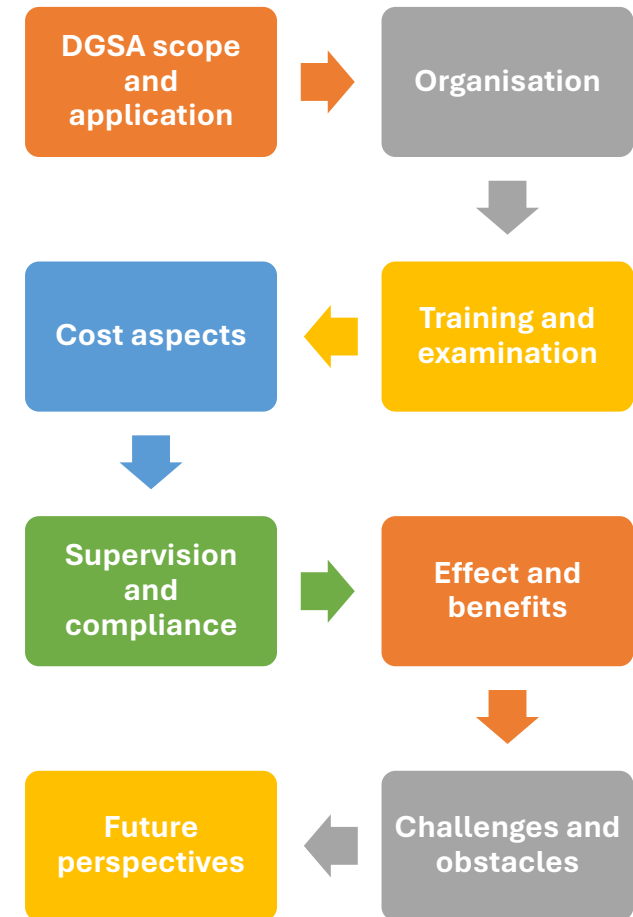 DGSA scope
and
application
Organisation
Training and
examination
Cost aspects
Supervision
and
compliance
Effect and
benefits
Challenges and
obstacles
Future
perspectives